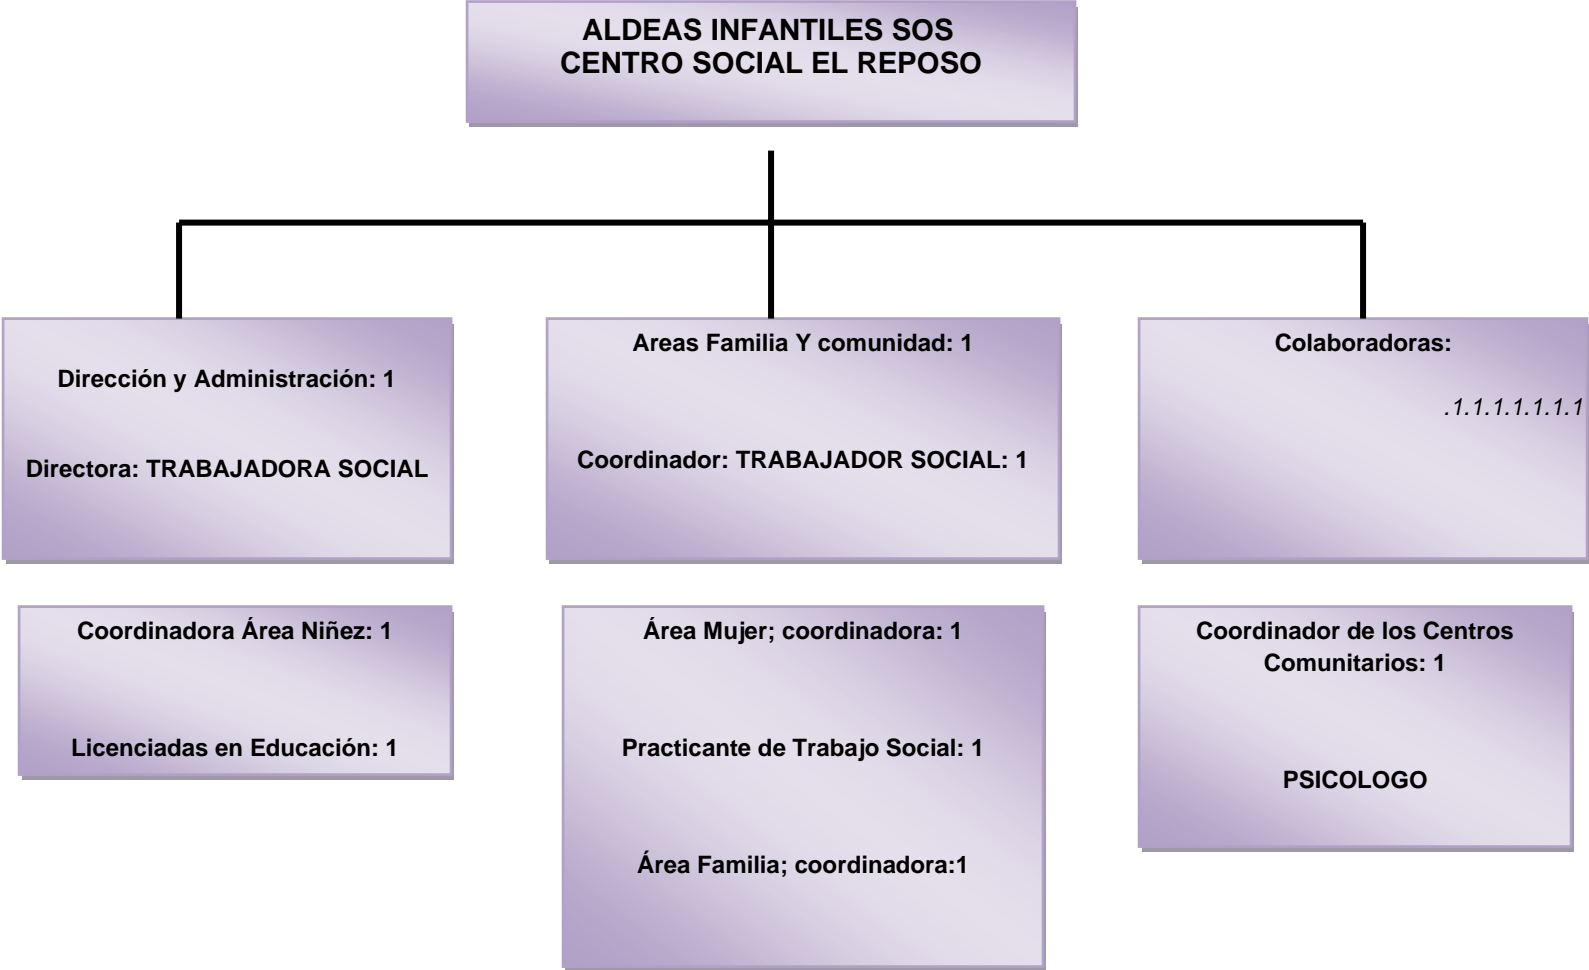 ALDEAS INFANTILES SOS
CENTRO SOCIAL EL REPOSO
Dirección y Administración: 1
Directora: TRABAJADORA SOCIAL
Areas Familia Y comunidad: 1
Coordinador: TRABAJADOR SOCIAL: 1
Colaboradoras:
.1.1.1.1.1.1.1
Coordinadora Área Niñez: 1
Licenciadas en Educación: 1
Área Mujer; coordinadora: 1
Practicante de Trabajo Social: 1
Área Familia; coordinadora:1
Coordinador de los Centros
Comunitarios: 1
PSICOLOGO